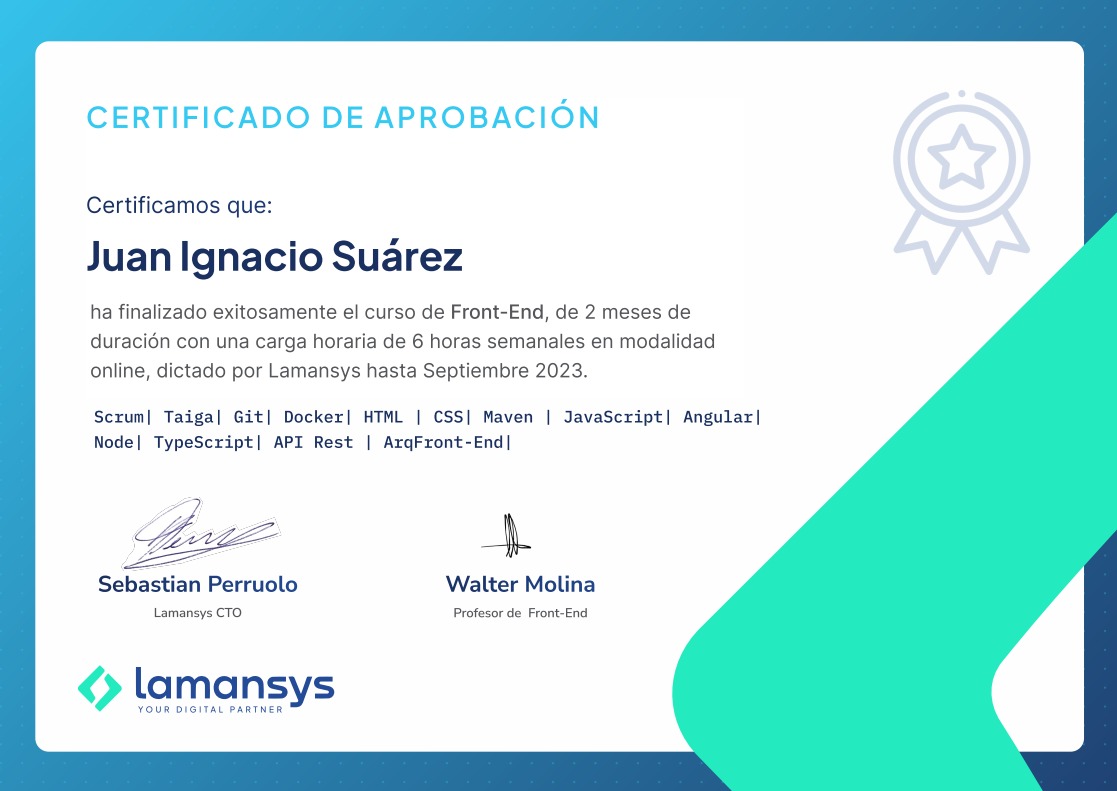 CERTIFICADO DE APROBACIÓN
Certificamos que:
Juan Ignacio Suárez
ha finalizado exitosamente el curso de Front-End, de 2 meses de
duración con una carga horaria de 6 horas semanales en modalidad
online, dictado por Lamansys hasta Septiembre 2023.
Scrum| Taiga| Git| Docker| HTML | CSS| Maven | JavaScript| Angular|
Node| TypeScript| API Rest | ArqFront-End|
Sebastian Perruolo
Lamansys CTO
Walter Molina
Profesor de Front-End
lamansys
YOUR DIGITAL PARTNER